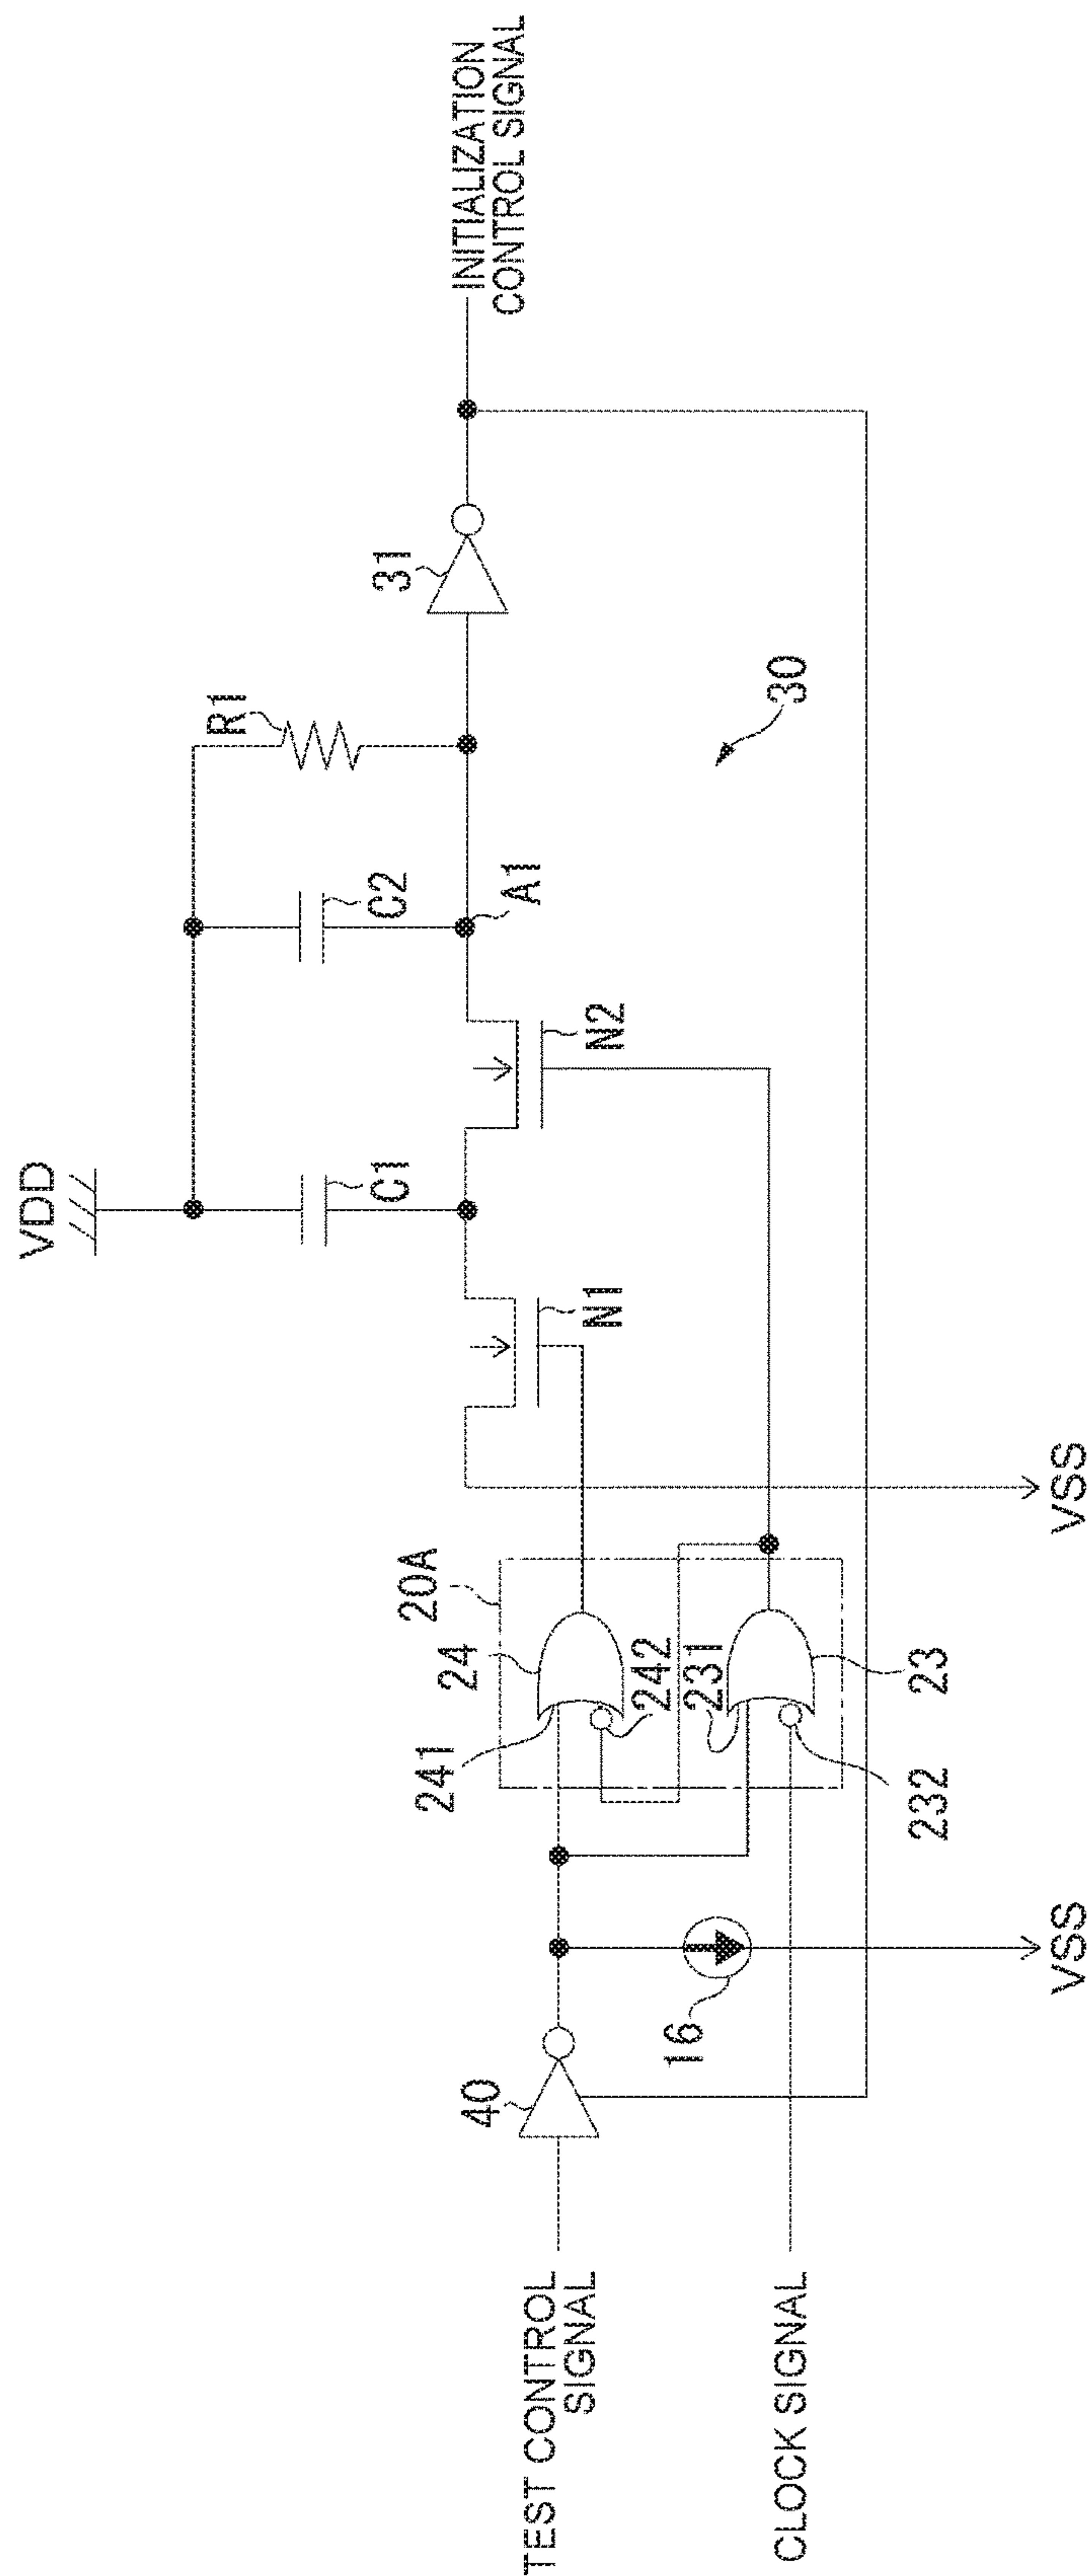 VDD
C1
C2
R1
N1
N2
A1
31
INITIALIZATION
CONTROL SIGNAL
30
20A
24
241
242
231
23
232
40
16
TEST CONTROL
SIGNAL
CLOCK SIGNAL
VSS
VSS